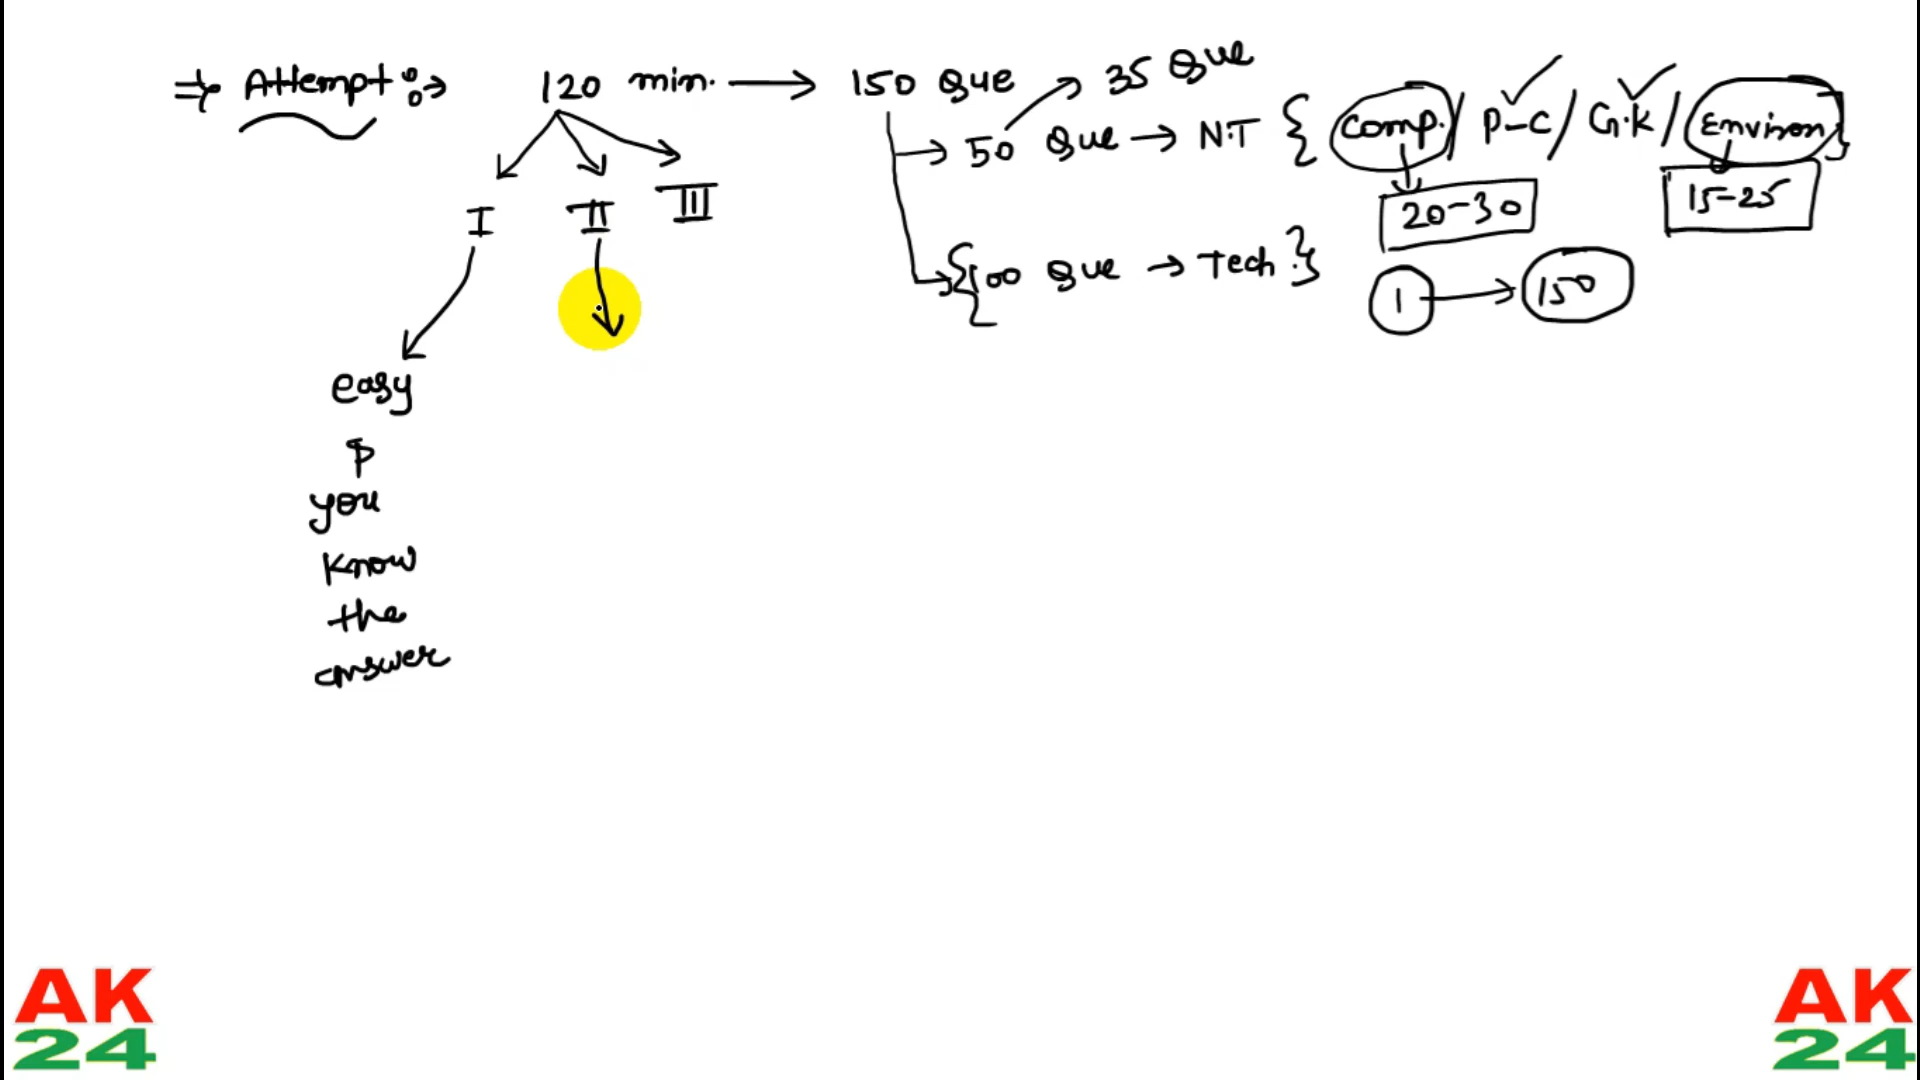 ⇒ Attempt :→ 120 min. → 150 Que → 35 Que
→ 50 Que → N.T { Comp. / P-C / G.K / Environ }
20-30
15-25
I II III
→ {100 Que → Tech.}
1 → 150
easy
you
know
the
answer
AK
24
AK
24